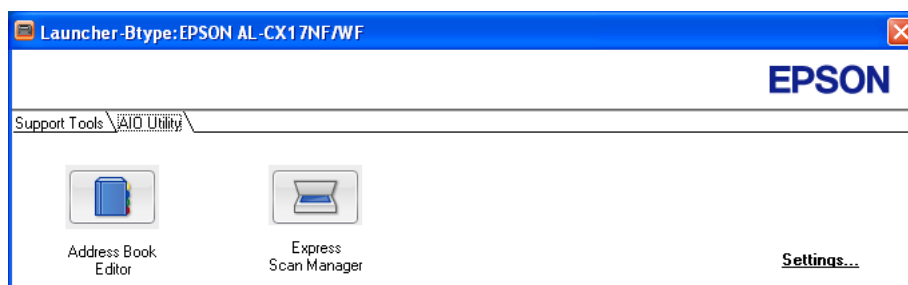 Launcher-Btype:EPSON AL-CX17NF/WF
EPSON
Support Tools AIO Utility
Address Book
Editor
Express
Scan Manager
Settings...